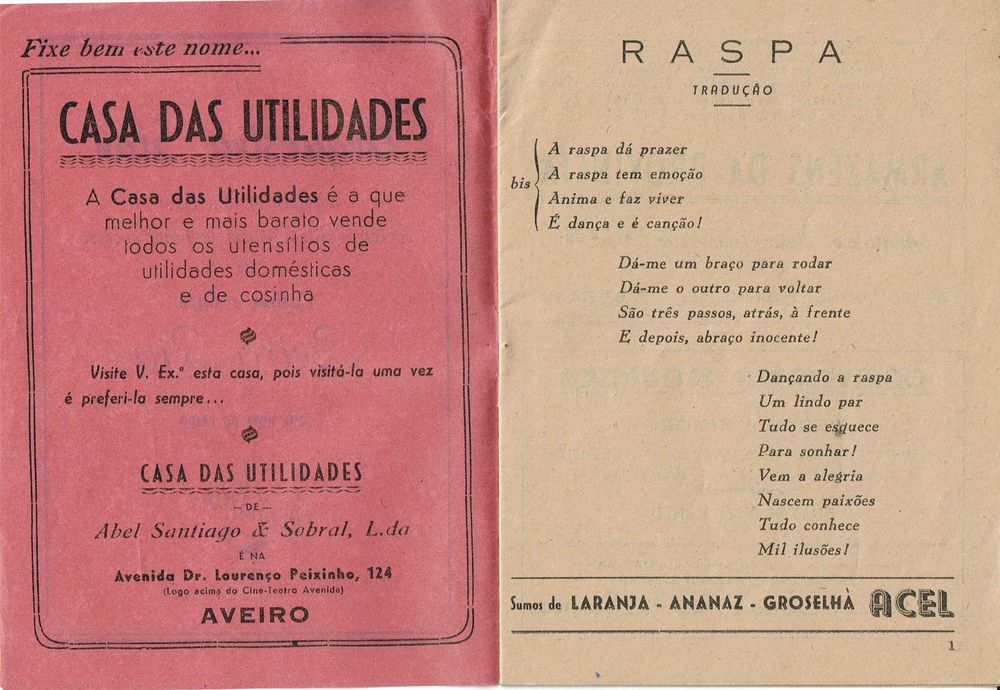 Fixe bem este nome...
CASA DAS UTILIDADES
A Casa das Utilidades é a que
melhor e mais barato vende
todos os utensílios de
utilidades domésticas
e de cosinha
Visite V. Ex.ª esta casa, pois visitá-la uma vez
é preferi-la sempre...
CASA DAS UTILIDADES
— DE —
Abel Santiago & Sobral, L.da
É NA
Avenida Dr. Lourenço Peixinho, 124
(Logo acima do Cine-Teatro Avenida)
AVEIRO
RASPA
TRADUÇÃO
bis
A raspa dá prazer
A raspa tem emoção
Anima e faz viver
É dança e é canção!
Dá-me um braço para rodar
Dá-me o outro para voltar
São três passos, atrás, à frente
E depois, abraço inocente!
Dançando a raspa
Um lindo par
Tudo se esquece
Para sonhar!
Vem a alegria
Nascem paixões
Tudo conhece
Mil ilusões!
Sumos de LARANJA - ANANAZ - GROSELHA ACEL
1